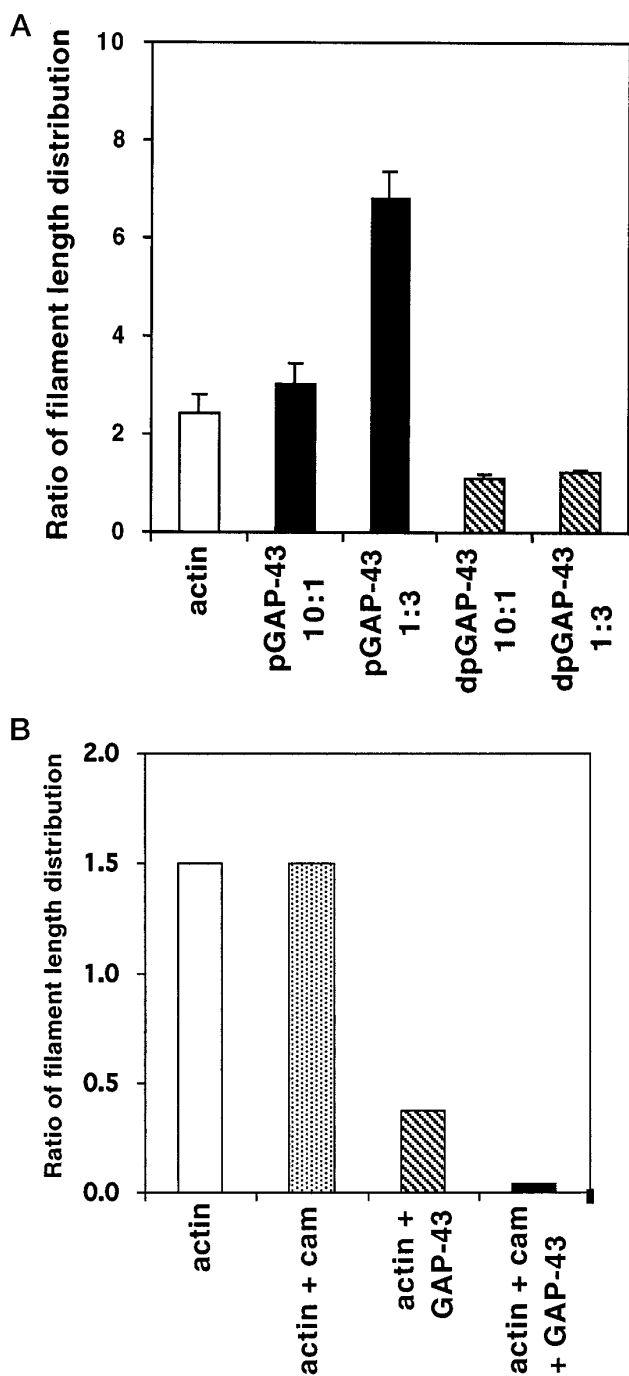 A
Ratio of filament length distribution
10
8
6
4
2
0
actin
pGAP-43
10:1
pGAP-43
1:3
dpGAP-43
10:1
dpGAP-43
1:3
B
Ratio of filament length distribution
2.0
1.5
1.0
0.5
0.0
actin
actin + cam
actin +
GAP-43
actin + cam
+ GAP-43